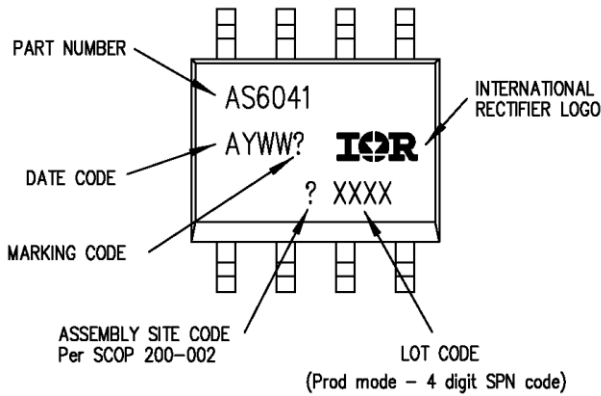 PART NUMBER
AS6041
INTERNATIONAL
RECTIFIER LOGO
AYWW?
IOR
DATE CODE
? XXXX
MARKING CODE
ASSEMBLY SITE CODE
Per SCOP 200-002
LOT CODE
(Prod mode - 4 digit SPN code)